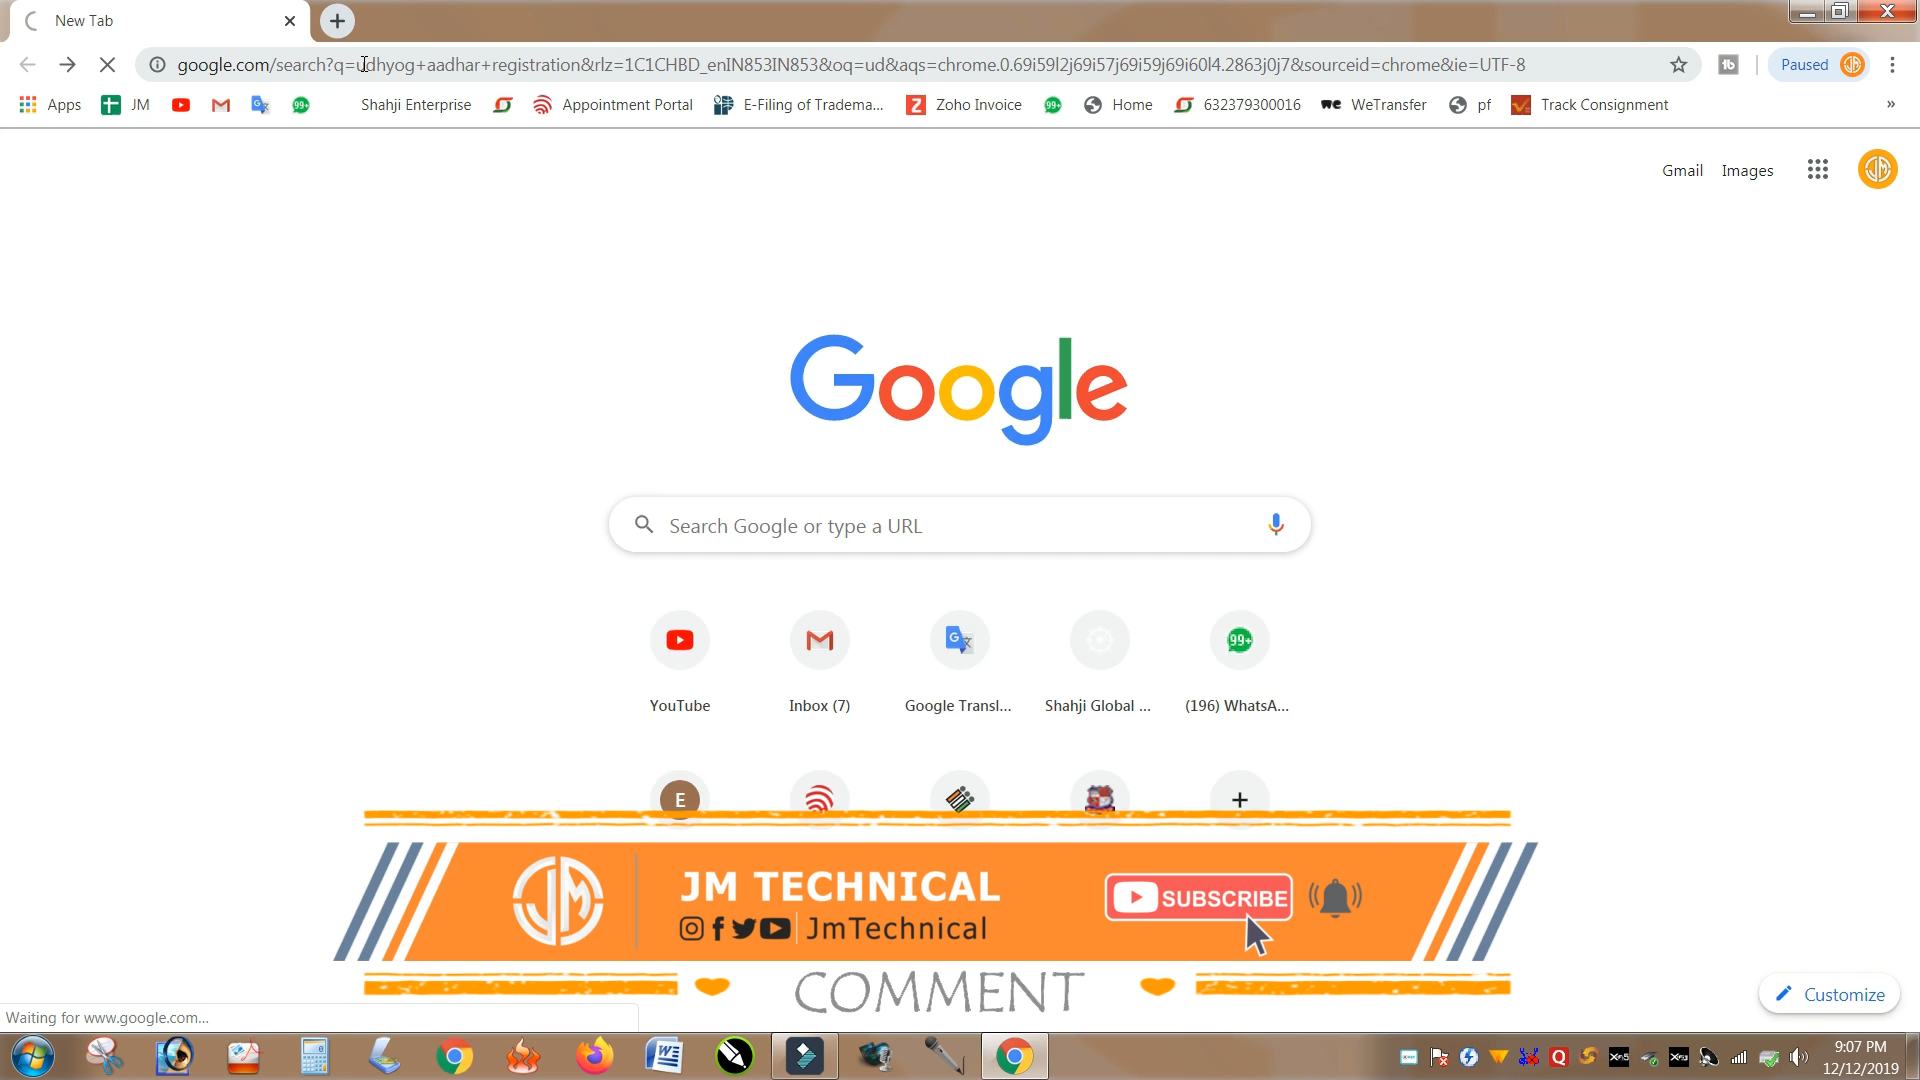 New Tab
google.com/search?q=udhyog+aadhar+registration&rlz=1C1CHBD_enIN853IN853&oq=ud&aqs=chrome.0.69i59l2j69i57j69i59j69i60l4.2863j0j7&sourceid=chrome&ie=UTF-8
Paused
Apps JM 99+ Shahji Enterprise Appointment Portal E-Filing of Tradema... Zoho Invoice 99+ Home 632379300016 WeTransfer pf Track Consignment »
Gmail Images
Google
Search Google or type a URL
99+
YouTube Inbox (7) Google Transl... Shahji Global ... (196) WhatsA...
E
JM TECHNICAL
SUBSCRIBE
JmTechnical
COMMENT
Customize
Waiting for www.google.com...
9:07 PM
12/12/2019